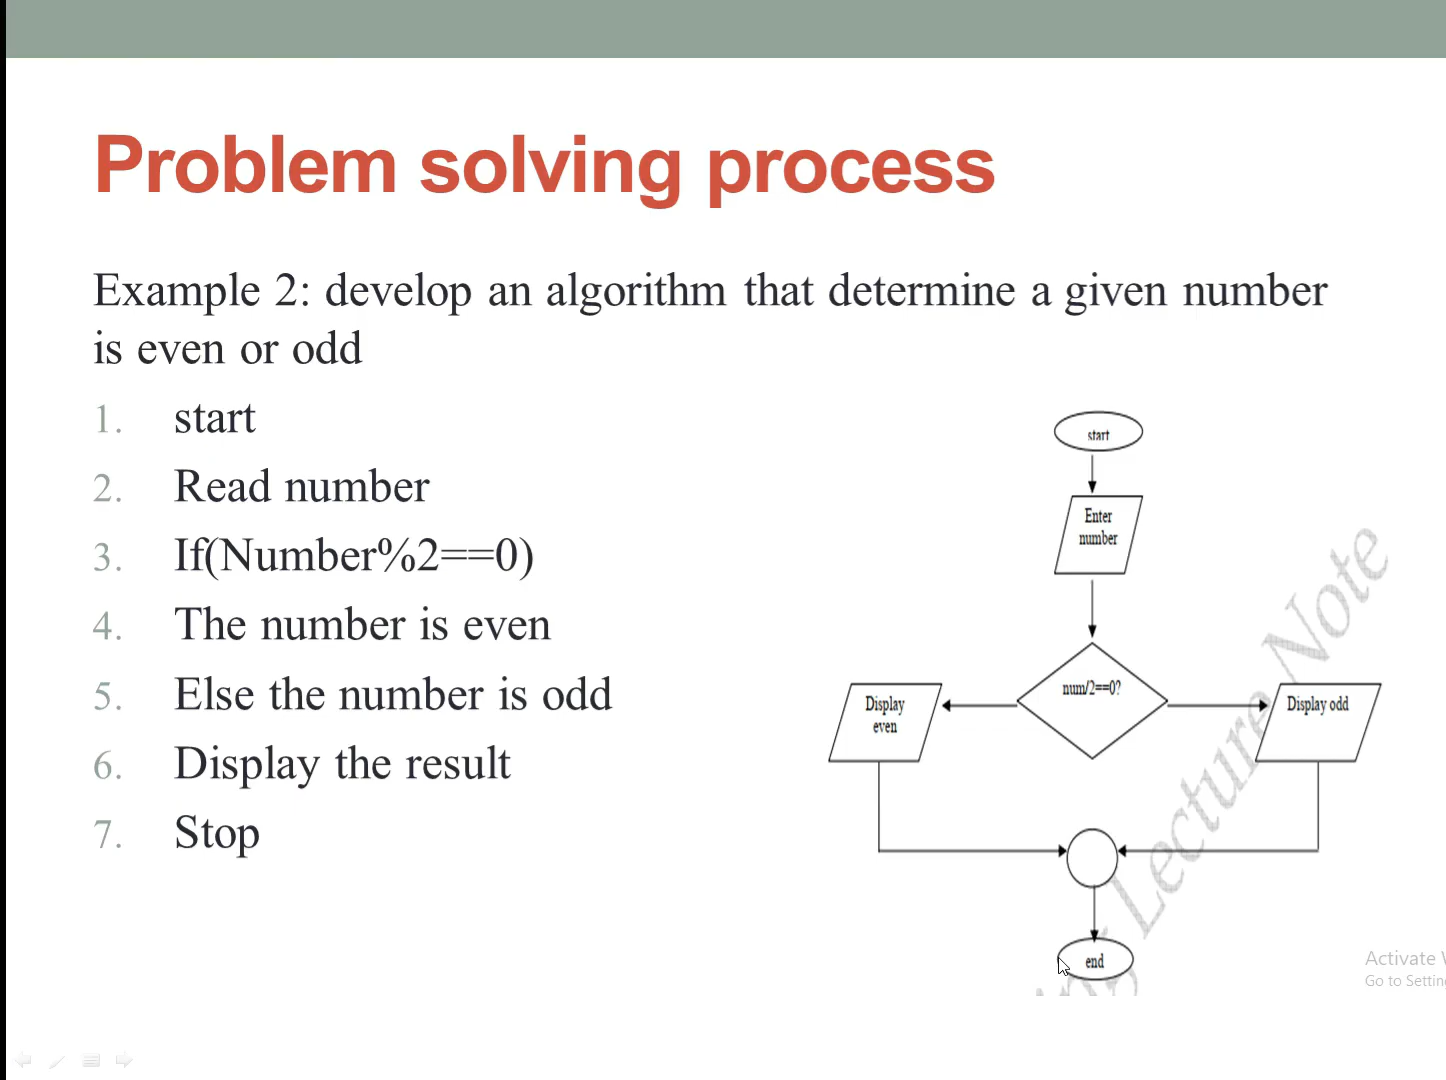 Problem solving process
Example 2: develop an algorithm that determine a given number
is even or odd
1. start
2. Read number
3. If(Number%2==0)
4. The number is even
5. Else the number is odd
6. Display the result
7. Stop
start
Enter
number
num/2==0?
Display
even
Display odd
end
Lecture Note
Activate
Go to